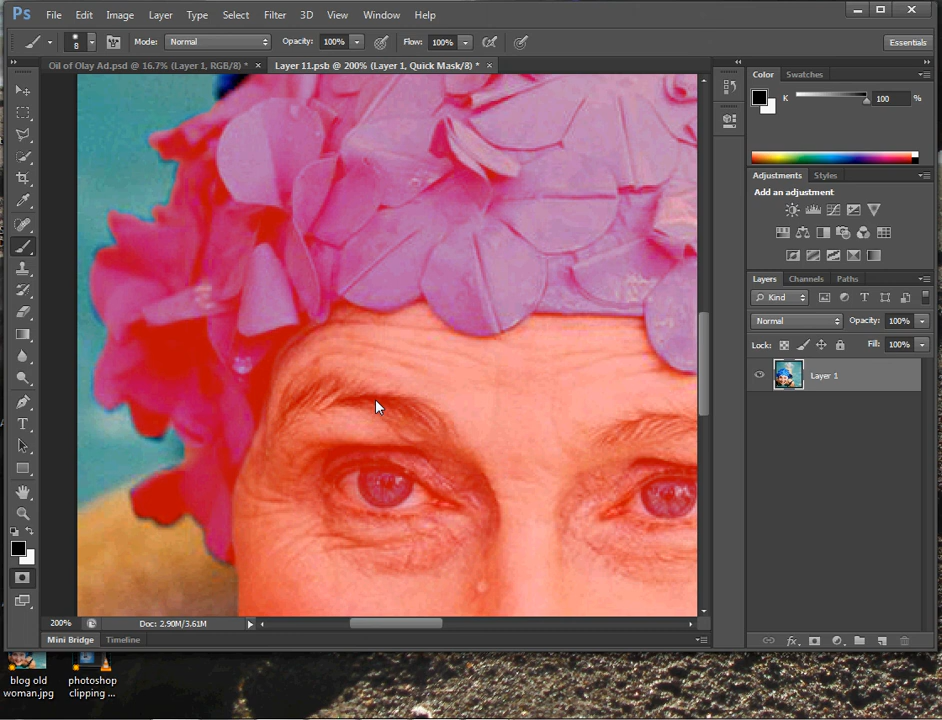 Ps File Edit Image Layer Type Select Filter 3D View Window Help
8 Mode: Normal Opacity: 100% Flow: 100% Essentials
Oil of Olay Ad.psd @ 16.7% (Layer 1, RGB/8) * × Layer 11.psb @ 200% (Layer 1, Quick Mask/8) * ×
Color Swatches
K 100 %
Adjustments Styles
Add an adjustment
Layers Channels Paths
Kind
Normal Opacity: 100%
Lock: Fill: 100%
Layer 1
200% Doc: 2.90M/3.61M
Mini Bridge Timeline
blog old
woman.jpg
photoshop
clipping ...